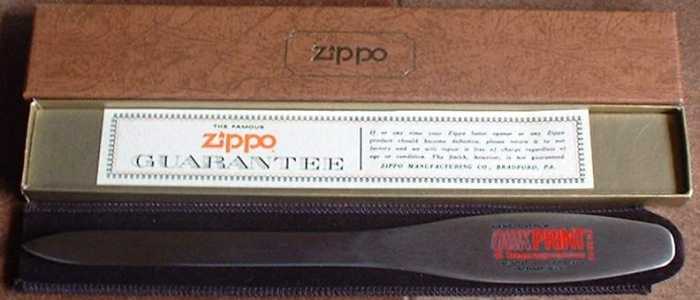 zippo
THE FAMOUS
zippo
GUARANTEE
If at any time your Zippo letter opener or any Zippo
product should become defective, please return it to our
factory and we will repair it free of charge regardless of
age or condition. The finish, however, is not guaranteed.
ZIPPO MANUFACTURING CO., BRADFORD, PA.
PRINT